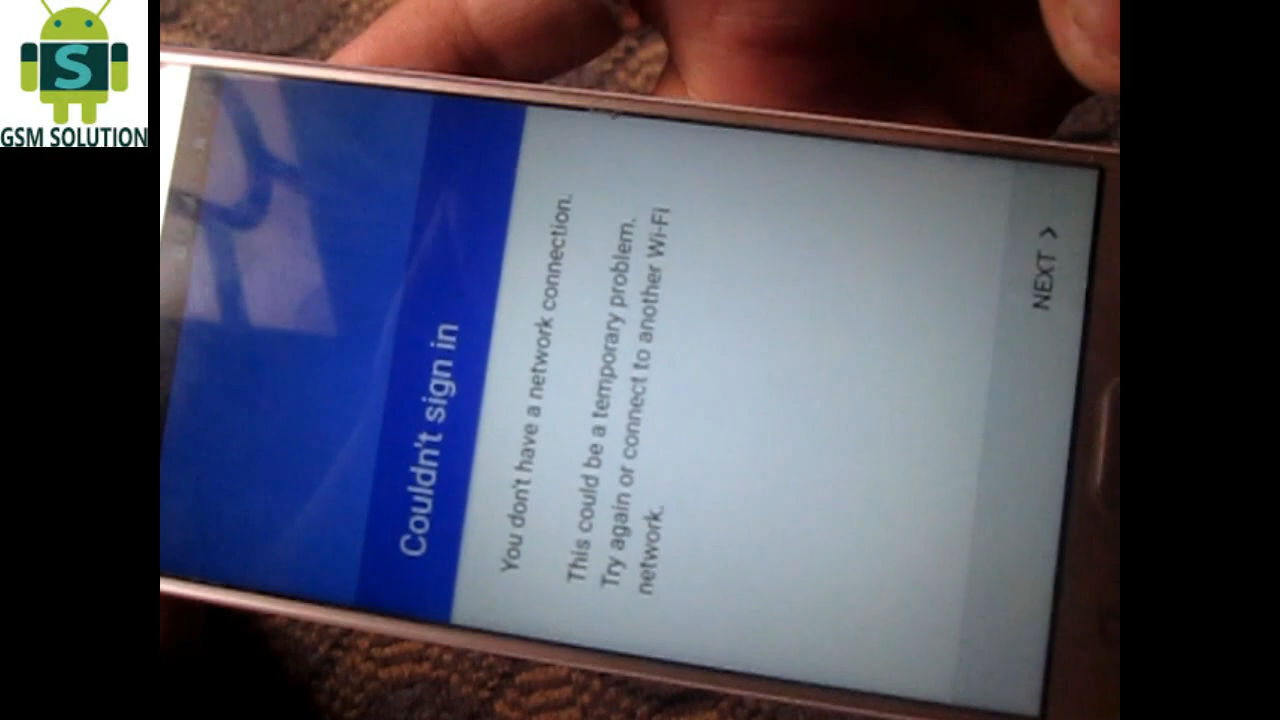 S
GSM SOLUTION
Couldn't sign in
You don't have a network connection.
This could be a temporary problem.
Try again or connect to another Wi-Fi
network.
NEXT >